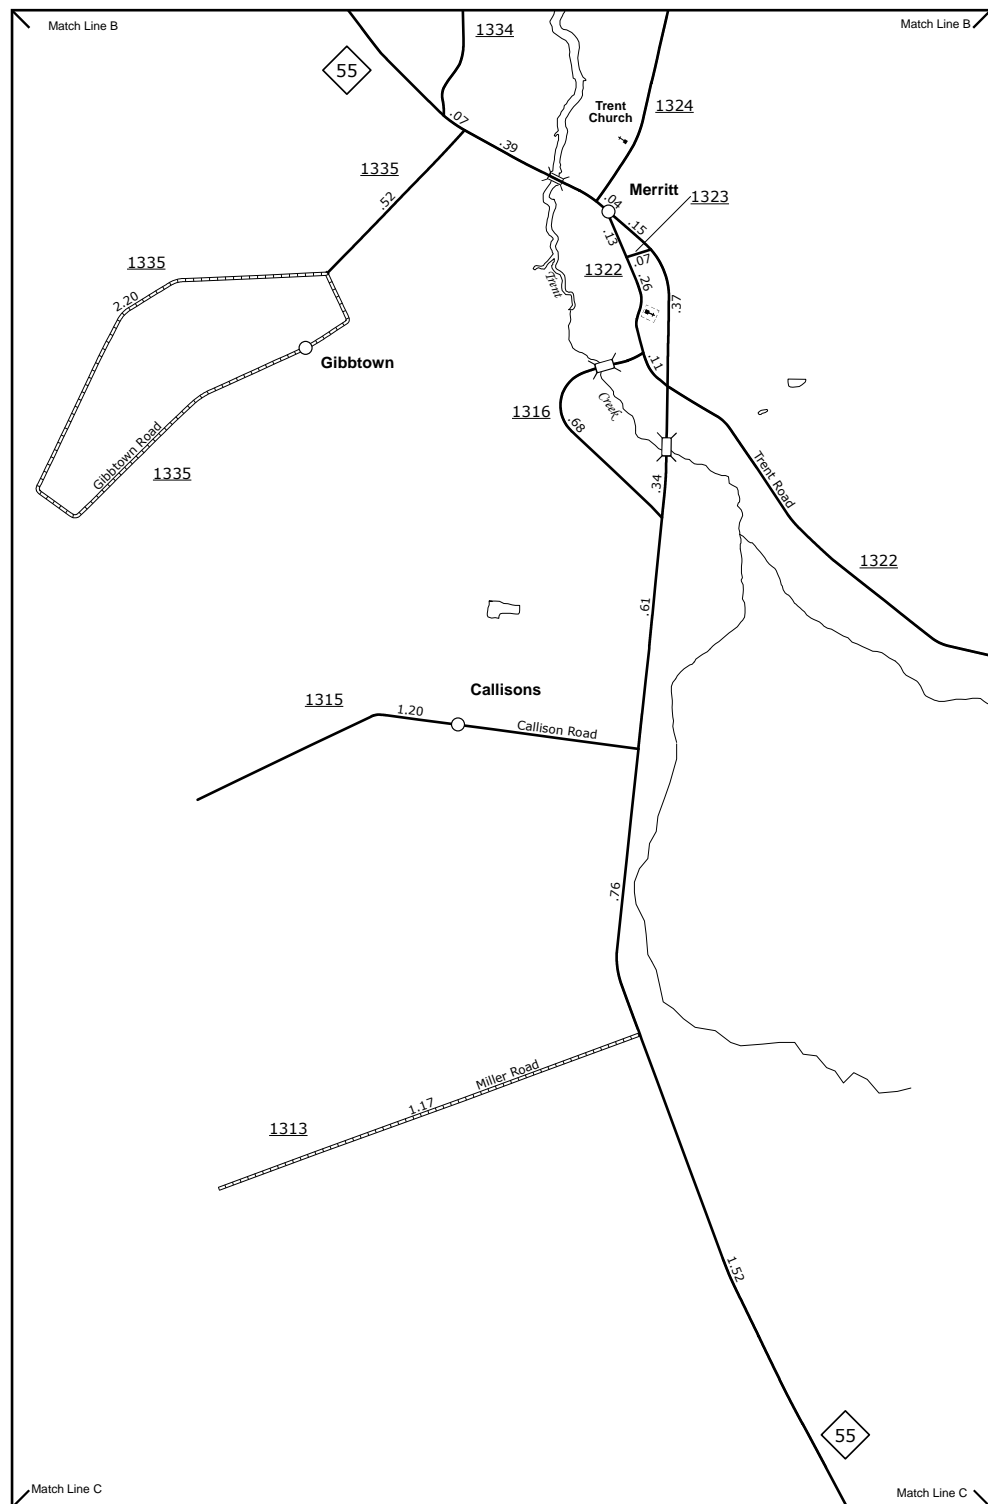 Match Line B
Match Line B
1334
55
1324
Trent
Church
.07
.39
1335
.52
Merritt
.04
1323
.15
.13
1335
1322
.07
.26
Trent
2.20
.37
Gibbtown
.11
1316
Creek
.68
Gibbtown Road
1335
.34
Trent Road
1322
.61
Callisons
1315
1.20
Callison Road
.76
Miller Road
1.17
1313
1.52
55
Match Line C
Match Line C